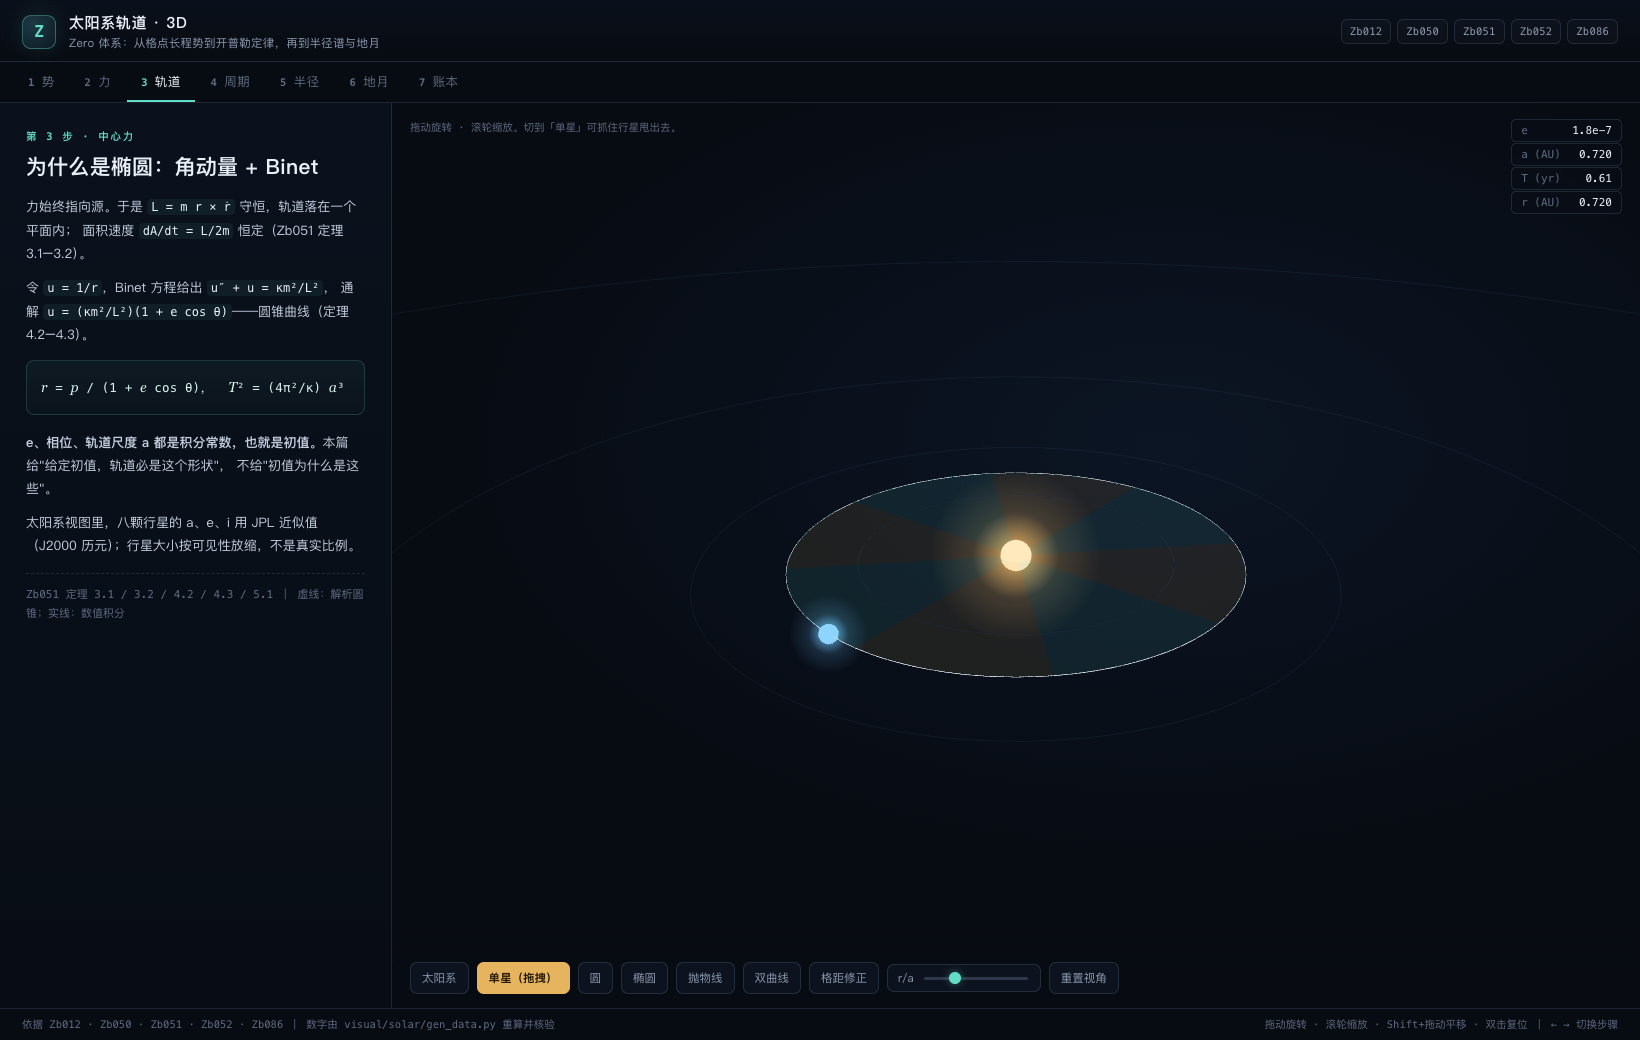 Z
太阳系轨道 · 3D
Zero 体系：从格点长程势到开普勒定律，再到半径谱与地月
Zb012 Zb050 Zb051 Zb052 Zb086
1 势 2 力 3 轨道 4 周期 5 半径 6 地月 7 账本
第 3 步 · 中心力
为什么是椭圆：角动量 + Binet
力始终指向源。于是 L = m r × ṙ 守恒，轨道落在一个
平面内； 面积速度 dA/dt = L/2m 恒定（Zb051 定理
3.1—3.2）。
令 u = 1/r，Binet 方程给出 u″ + u = κm²/L²， 通
解 u = (κm²/L²)(1 + e cos θ)——圆锥曲线（定理
4.2—4.3）。
r = p / (1 + e cos θ)， T² = (4π²/κ) a³
e、相位、轨道尺度 a 都是积分常数，也就是初值。本篇
给"给定初值，轨道必是这个形状"， 不给"初值为什么是这
些"。
太阳系视图里，八颗行星的 a、e、i 用 JPL 近似值
（J2000 历元）；行星大小按可见性放缩，不是真实比例。
Zb051 定理 3.1 / 3.2 / 4.2 / 4.3 / 5.1 | 虚线：解析圆
锥；实线：数值积分
拖动旋转 · 滚轮缩放。切到「单星」可抓住行星甩出去。
e 1.8e-7
a (AU) 0.720
T (yr) 0.61
r (AU) 0.720
太阳系 单星（拖拽） 圆 椭圆 抛物线 双曲线 格距修正 r/a 重置视角
依据 Zb012 · Zb050 · Zb051 · Zb052 · Zb086 | 数字由 visual/solar/gen_data.py 重算并核验
拖动旋转 · 滚轮缩放 · Shift+拖动平移 · 双击复位 | ← → 切换步骤